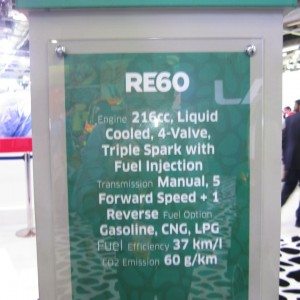 RE60
Engine 216cc, Liquid
Cooled, 4-Valve,
Triple Spark with
Fuel Injection
Transmission Manual, 5
Forward Speed + 1
Reverse Fuel Option
Gasoline, CNG, LPG
Fuel Efficiency 37 km/l
CO2 Emission 60 g/km